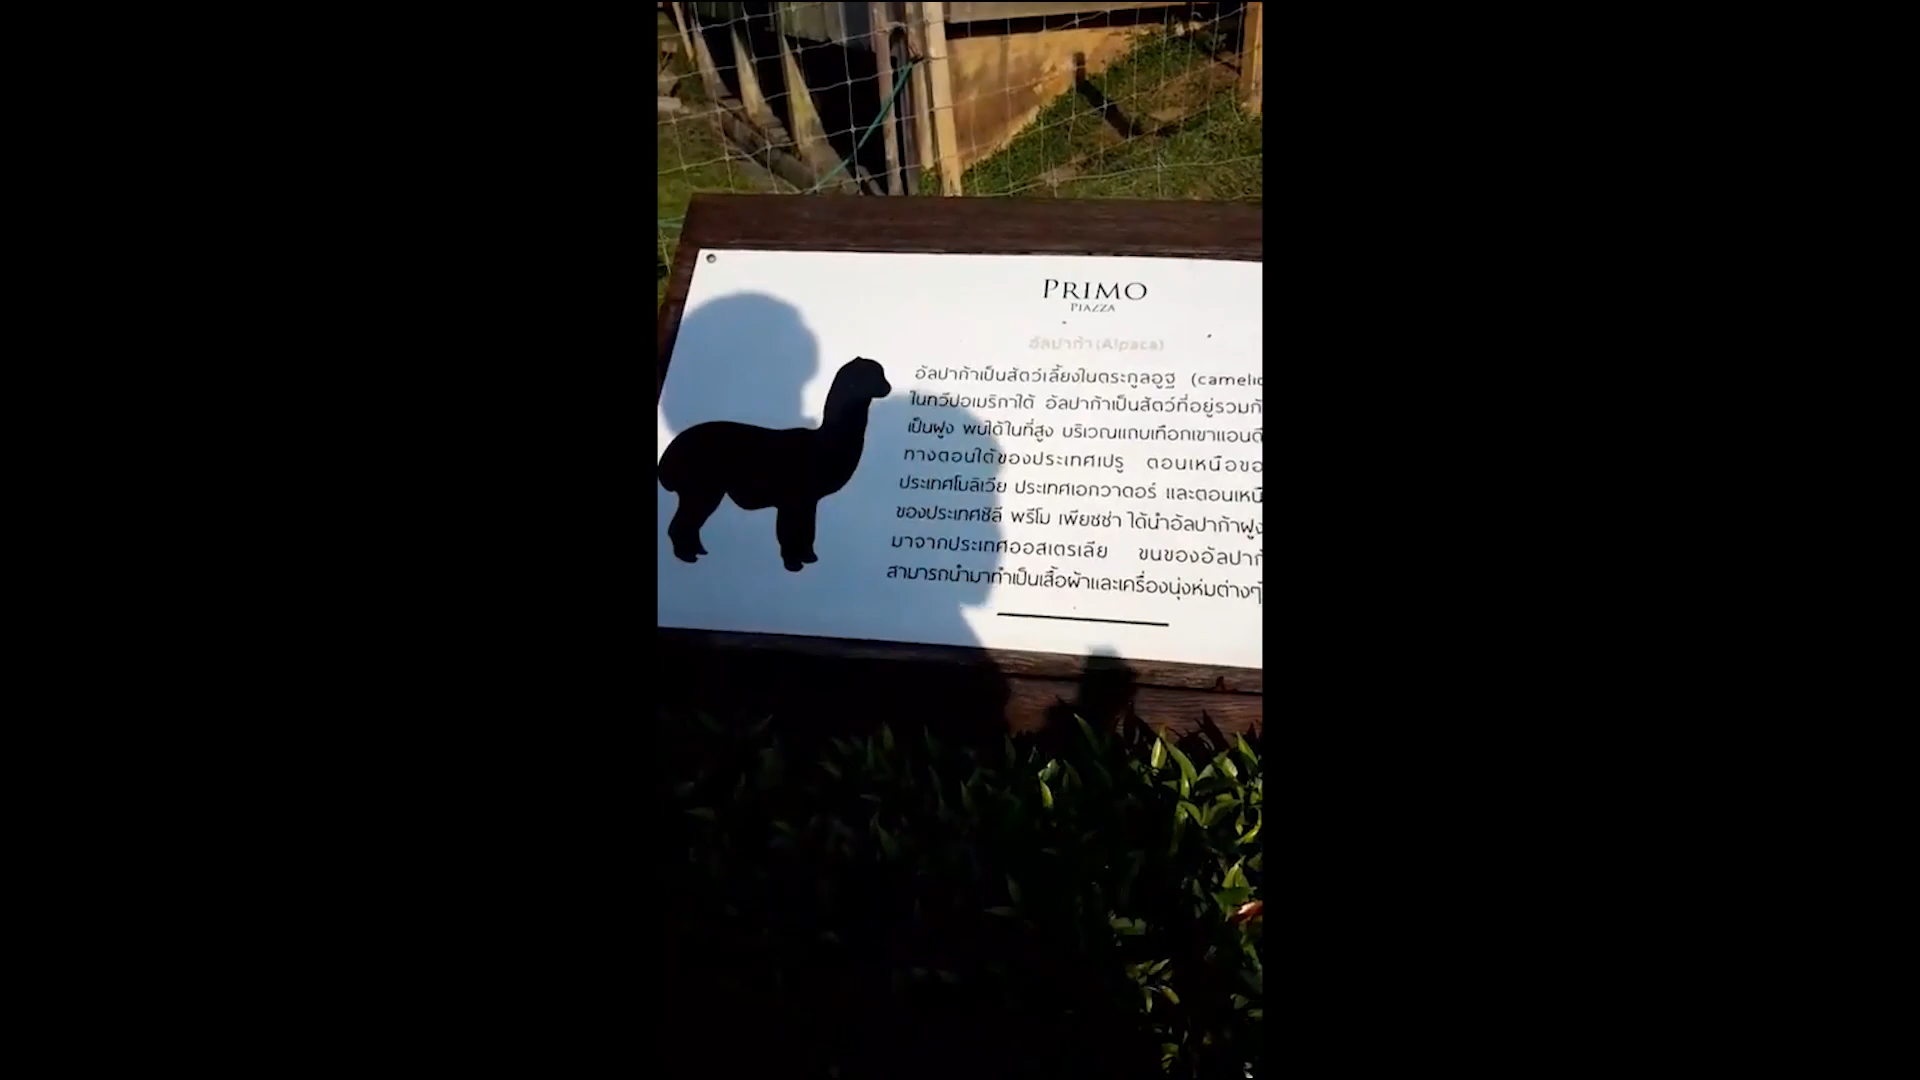 PRIMO
PIAZZA
อัลปาก้า (Alpaca)
อัลปาก้าเป็นสัตว์เลี้ยงในตระกูลอูฐ
ในทวีปอเมริกาใต้ อัลปาก้าเป็นสัตว์ที่อยู่รวม
เป็นฝูง พบได้ในที่สูง บริเวณแถบเทือกเขา
ทางตอนใต้ของประเทศเปรู ตอนเหนือ
ประเทศโบลิเวีย ประเทศเอกวาดอร์ และตอน
ของประเทศชิลี พรีโม เพียซซ่า ได้นำอัลปาก้าฝูง
มาจากประเทศออสเตรเลีย ขนของ
สามารถนำมาทำเป็นเสื้อผ้าและเครื่องนุ่งห่มต่างๆ